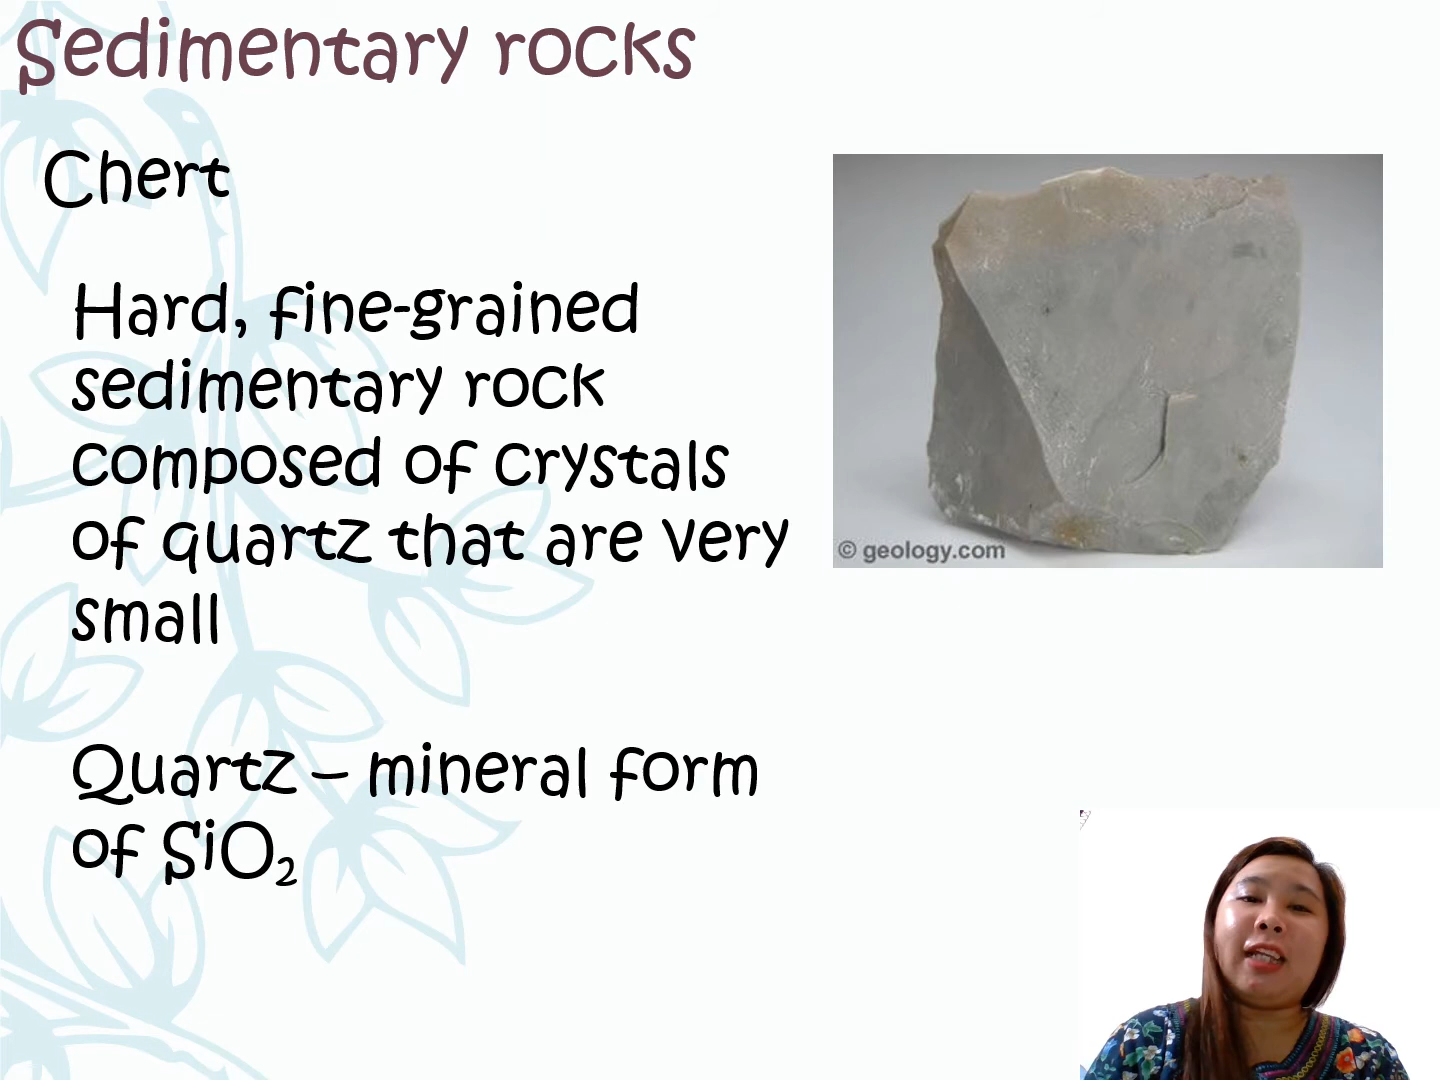 Sedimentary rocks
Chert
Hard, fine-grained
sedimentary rock
composed of crystals
of quartz that are very
small
Quartz – mineral form
of SiO₂
© geology.com